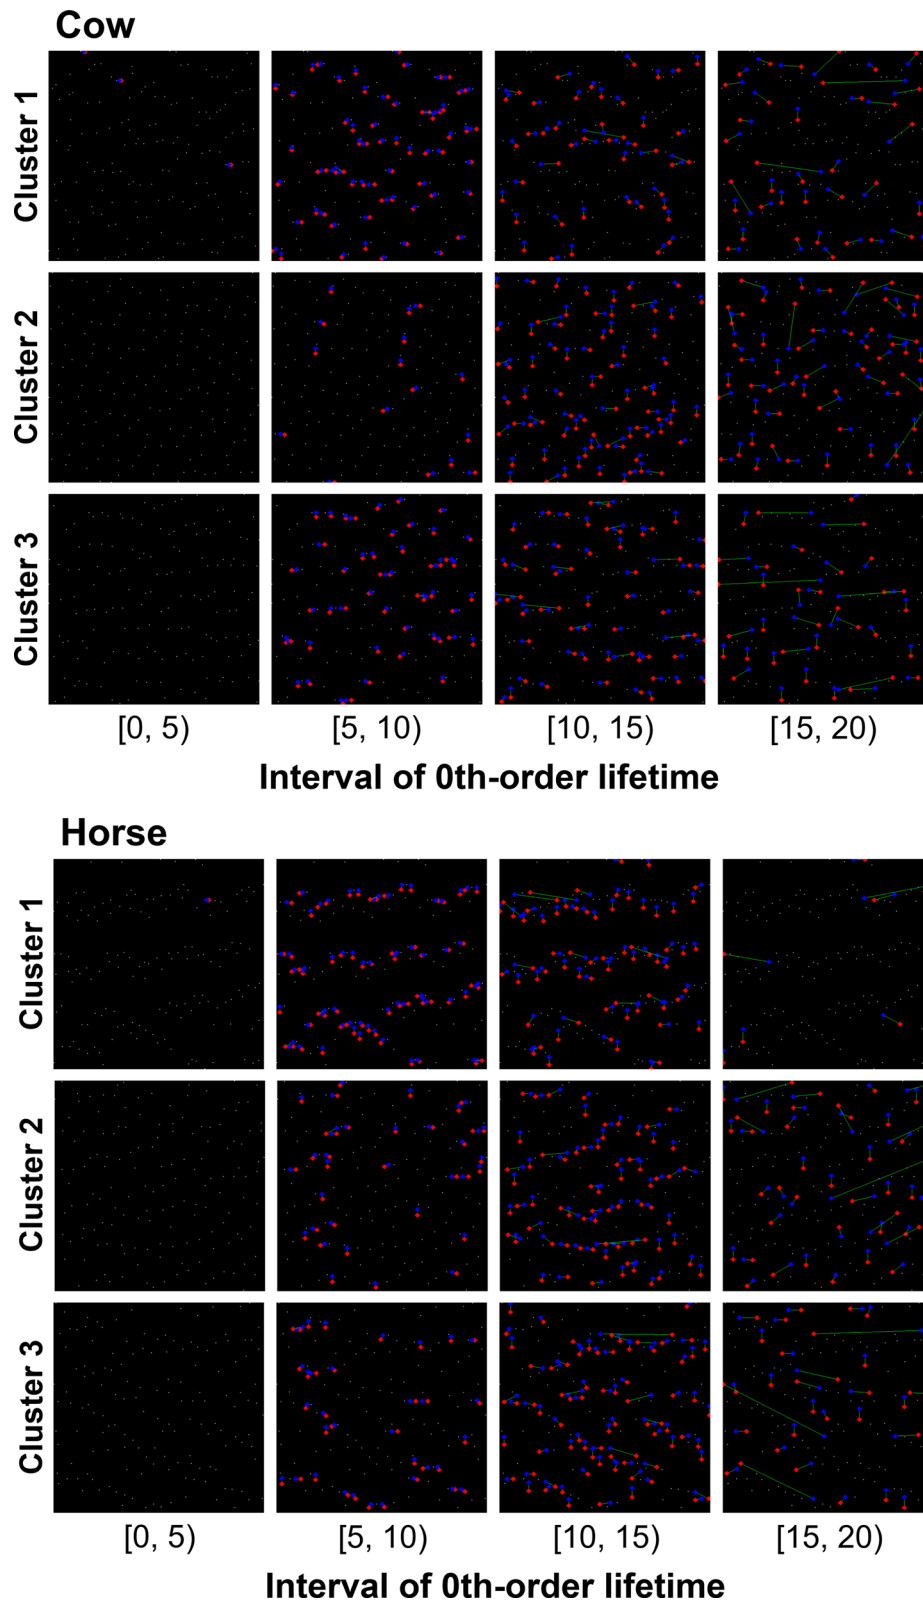 Cow
Cluster 1
Cluster 2
Cluster 3
[0, 5) [5, 10) [10, 15) [15, 20)
Interval of 0th-order lifetime
Horse
Cluster 1
Cluster 2
Cluster 3
[0, 5) [5, 10) [10, 15) [15, 20)
Interval of 0th-order lifetime